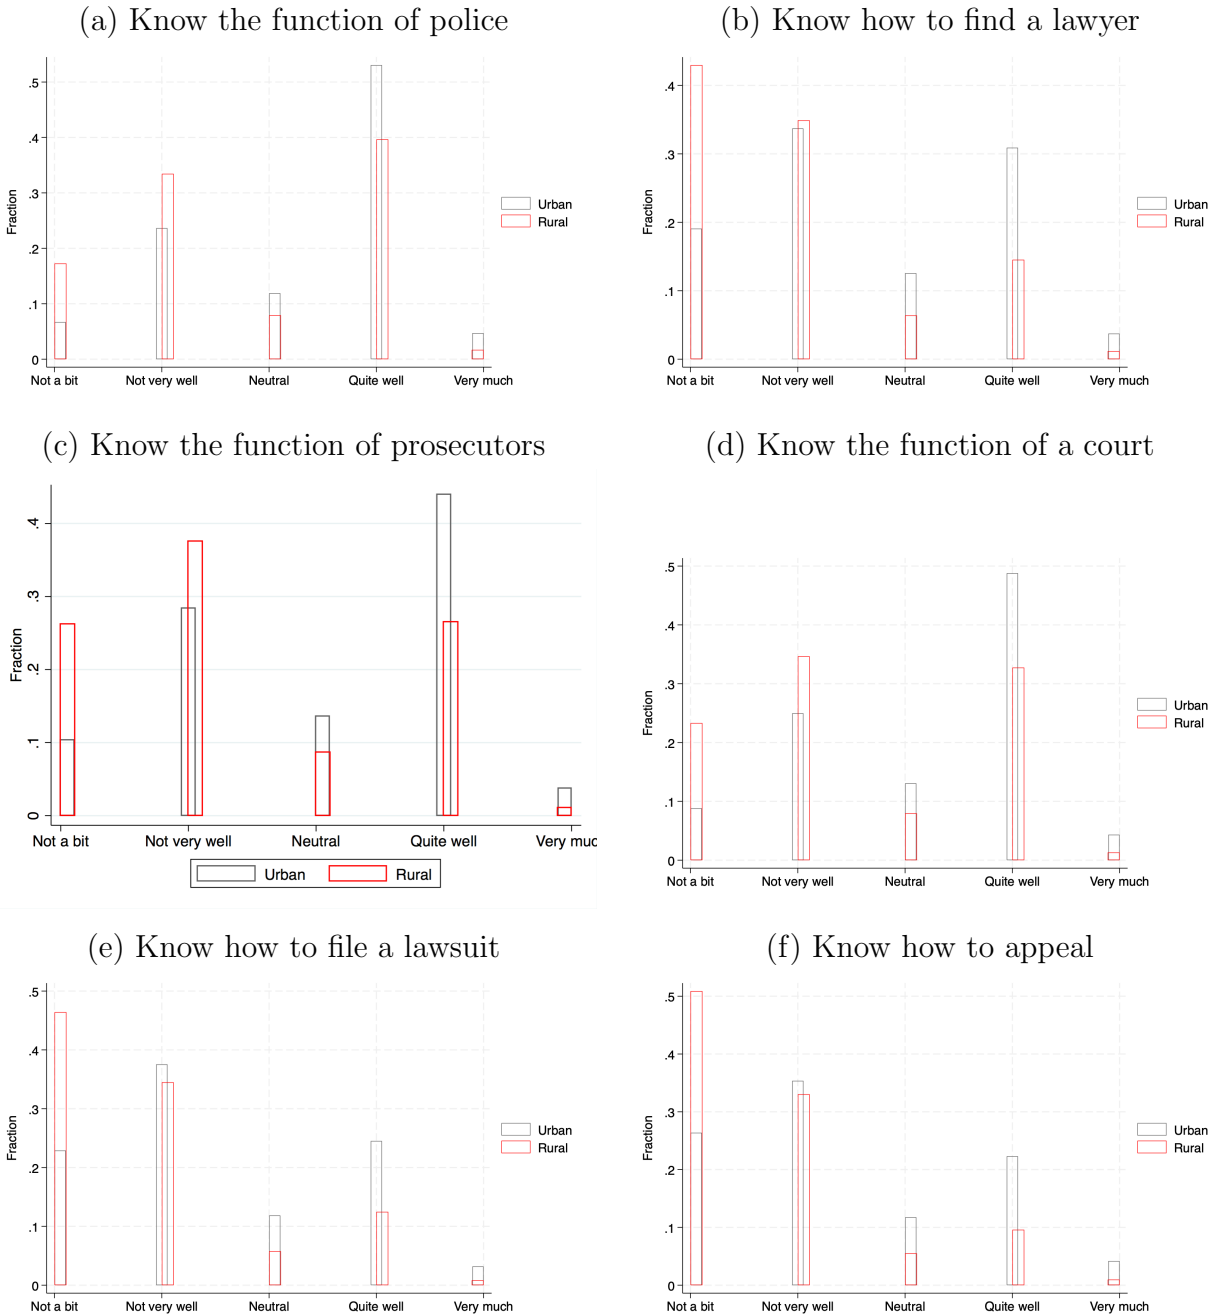 (a) Know the function of police
.5
.4
.3
.2
.1
0
Fraction
Not a bit
Not very well
Neutral
Quite well
Very much
Urban
Rural
(b) Know how to find a lawyer
.4
.3
.2
.1
0
Fraction
Not a bit
Not very well
Neutral
Quite well
Very much
Urban
Rural
(c) Know the function of prosecutors
.4
.3
.2
.1
0
Fraction
Not a bit
Not very well
Neutral
Quite well
Very muc
Urban
Rural
(d) Know the function of a court
.5
.4
.3
.2
.1
0
Fraction
Not a bit
Not very well
Neutral
Quite well
Very much
Urban
Rural
(e) Know how to file a lawsuit
.5
.4
.3
.2
.1
0
Fraction
Not a bit
Not very well
Neutral
Quite well
Very much
Urban
Rural
(f) Know how to appeal
.5
.4
.3
.2
.1
0
Fraction
Not a bit
Not very well
Neutral
Quite well
Very much
Urban
Rural